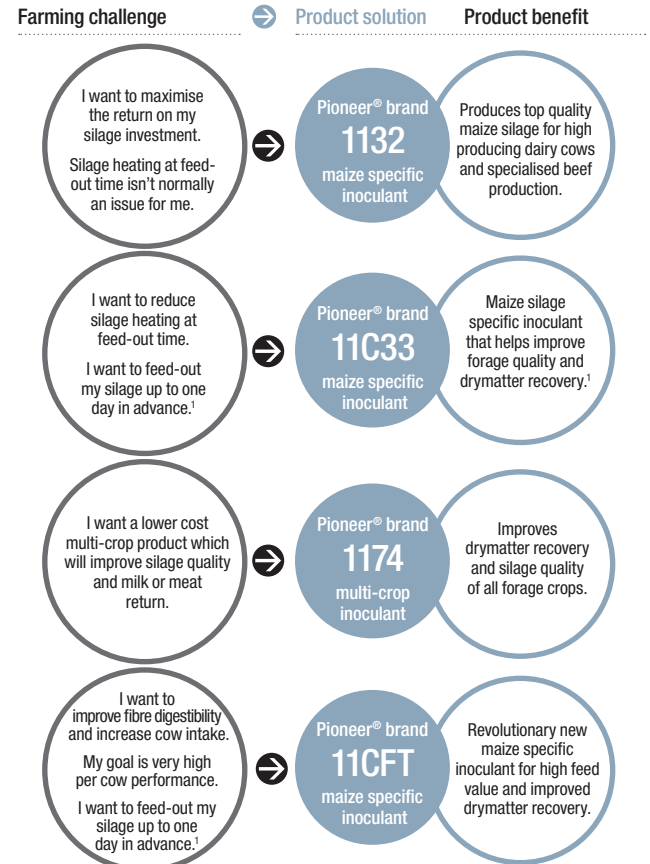 Farming challenge
Product solution
Product benefit
I want to maximise
the return on my
silage investment.
Silage heating at feed-
out time isn't normally
an issue for me.
Pioneer® brand
1132
maize specific
inoculant
Produces top quality
maize silage for high
producing dairy cows
and specialised beef
production.
I want to reduce
silage heating at
feed-out time.
I want to feed-out
my silage up to one
day in advance.¹
Pioneer® brand
11C33
maize specific
inoculant
Maize silage
specific inoculant
that helps improve
forage quality and
drymatter recovery.¹
I want a lower cost
multi-crop product which
will improve silage quality
and milk or meat
return.
Pioneer® brand
1174
multi-crop
inoculant
Improves
drymatter recovery
and silage quality
of all forage crops.
I want to
improve fibre digestibility
and increase cow intake.
My goal is very high
per cow performance.
I want to feed-out my
silage up to one
day in advance.¹
Pioneer® brand
11CFT
maize specific
inoculant
Revolutionary new
maize specific
inoculant for high feed
value and improved
drymatter recovery.